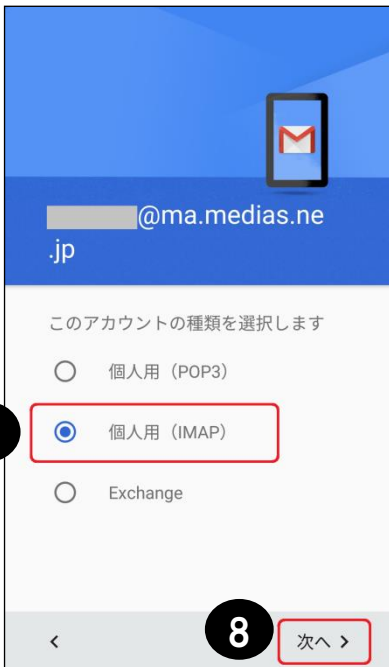 @ma.medias.ne
.jp
このアカウントの種類を選択します
個人用（POP3）
個人用（IMAP）
Exchange
8
次へ